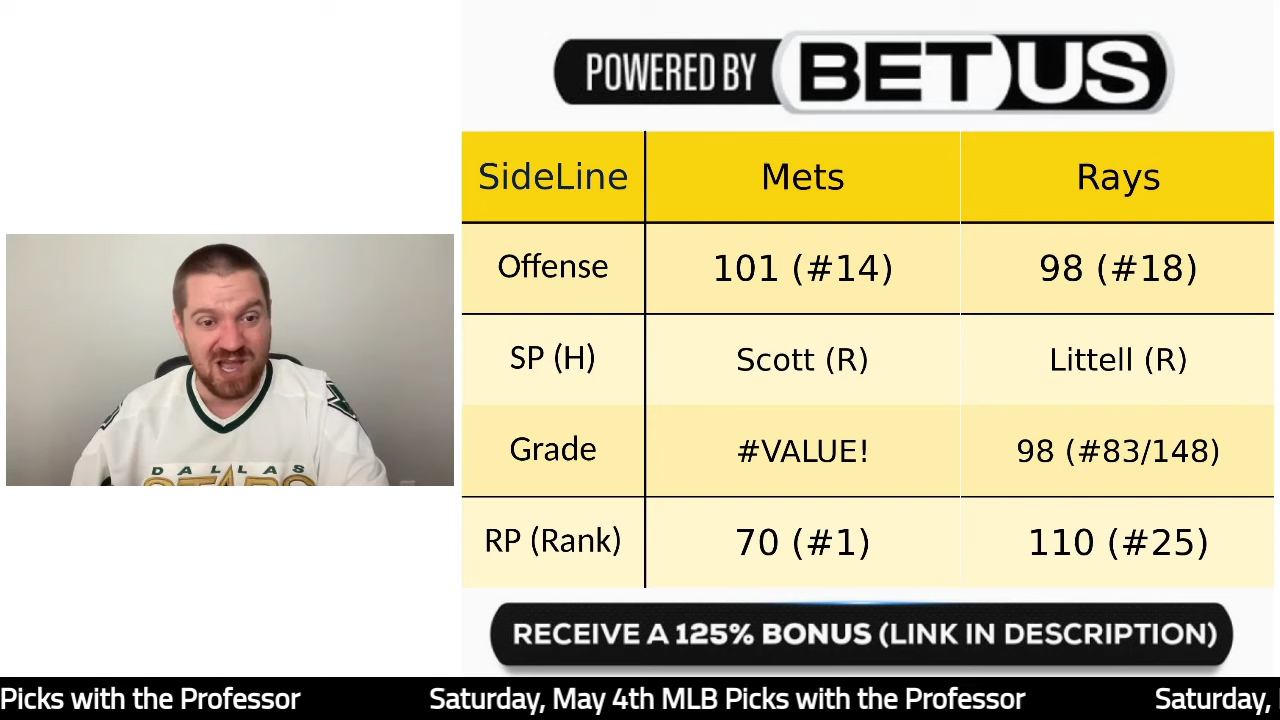 POWERED BY BETUS
SideLine Mets Rays
Offense 101 (#14) 98 (#18)
SP (H) Scott (R) Littell (R)
Grade #VALUE! 98 (#83/148)
RP (Rank) 70 (#1) 110 (#25)
DALLAS
STARS
RECEIVE A 125% BONUS (LINK IN DESCRIPTION)
Picks with the Professor Saturday, May 4th MLB Picks with the Professor Saturday,